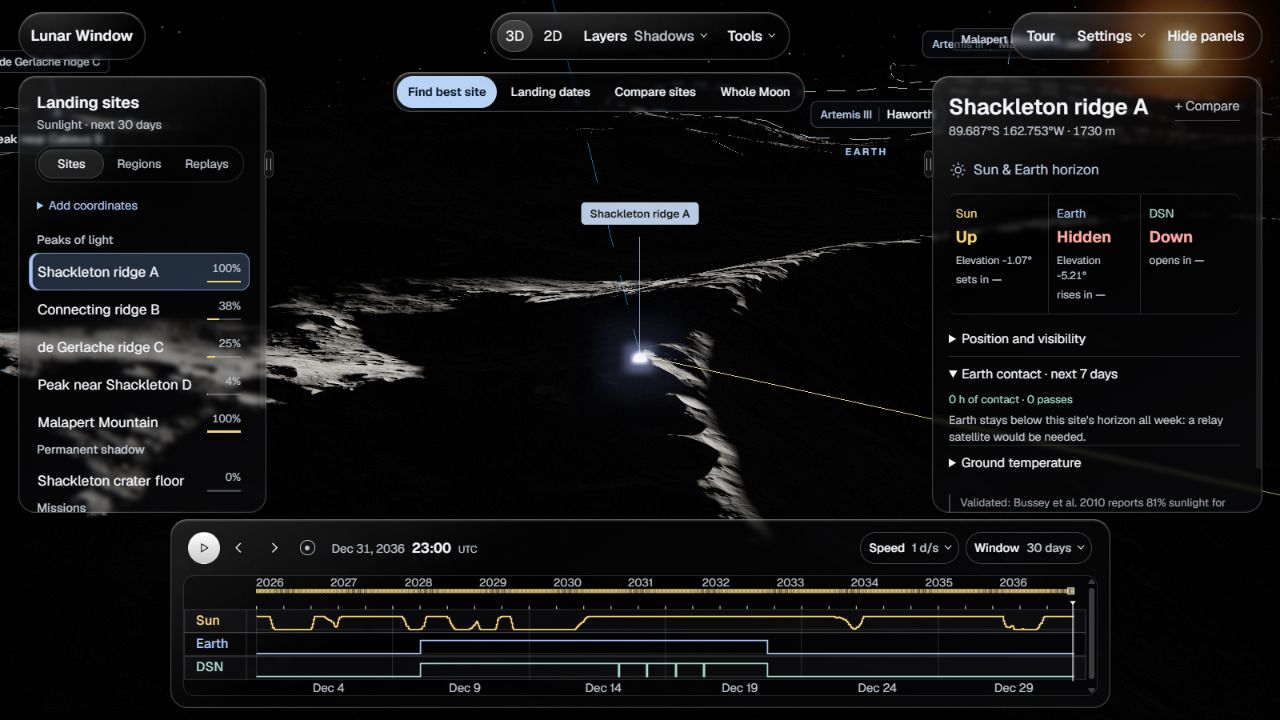 Lunar Window
3D 2D Layers Shadows Tools
Tour Settings Hide panels
de Gerlache ridge C
Artemis III
Malapert
Find best site Landing dates Compare sites Whole Moon
Artemis III Haworth
EARTH
Landing sites
Sunlight · next 30 days
Sites Regions Replays
Add coordinates
Peaks of light
Shackleton ridge A 100%
Connecting ridge B 38%
de Gerlache ridge C 25%
Peak near Shackleton D 4%
Malapert Mountain 100%
Permanent shadow
Shackleton crater floor 0%
Missions
Shackleton ridge A
Shackleton ridge A + Compare
89.687°S 162.753°W · 1730 m
Sun & Earth horizon
Sun Earth DSN
Up Hidden Down
Elevation -1.07° Elevation -5.21° opens in —
sets in — rises in —
Position and visibility
Earth contact · next 7 days
0 h of contact · 0 passes
Earth stays below this site's horizon all week: a relay
satellite would be needed.
Ground temperature
Validated: Bussey et al. 2010 reports 81% sunlight for
Dec 31, 2036 23:00 UTC
Speed 1 d/s Window 30 days
2026 2027 2028 2029 2030 2031 2032 2033 2034 2035 2036
Sun
Earth
DSN
Dec 4 Dec 9 Dec 14 Dec 19 Dec 24 Dec 29